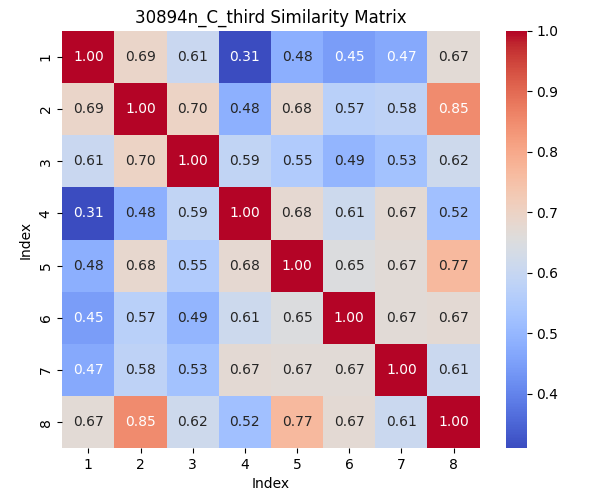 30894n_C_third Similarity Matrix
1 1.00 0.69 0.61 0.31 0.48 0.45 0.47 0.67
2 0.69 1.00 0.70 0.48 0.68 0.57 0.58 0.85
3 0.61 0.70 1.00 0.59 0.55 0.49 0.53 0.62
4 0.31 0.48 0.59 1.00 0.68 0.61 0.67 0.52
5 0.48 0.68 0.55 0.68 1.00 0.65 0.67 0.77
6 0.45 0.57 0.49 0.61 0.65 1.00 0.67 0.67
7 0.47 0.58 0.53 0.67 0.67 0.67 1.00 0.61
8 0.67 0.85 0.62 0.52 0.77 0.67 0.61 1.00
1 2 3 4 5 6 7 8
Index
Index
1.0
0.9
0.8
0.7
0.6
0.5
0.4